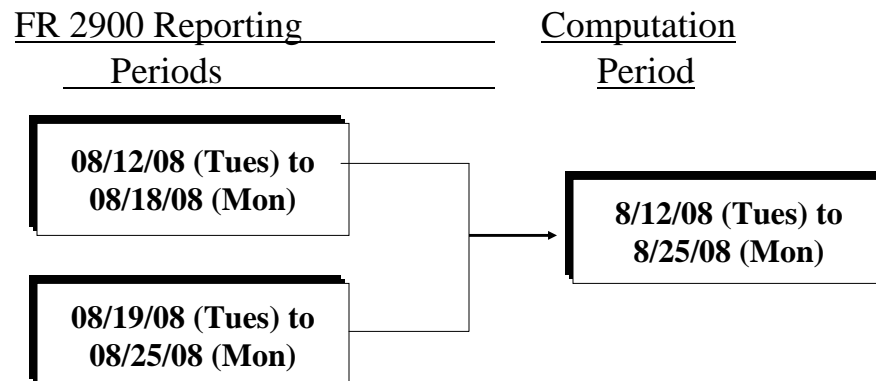 FR 2900 Reporting
Periods
Computation
Period
08/12/08 (Tues) to
08/18/08 (Mon)
08/19/08 (Tues) to
08/25/08 (Mon)
8/12/08 (Tues) to
8/25/08 (Mon)